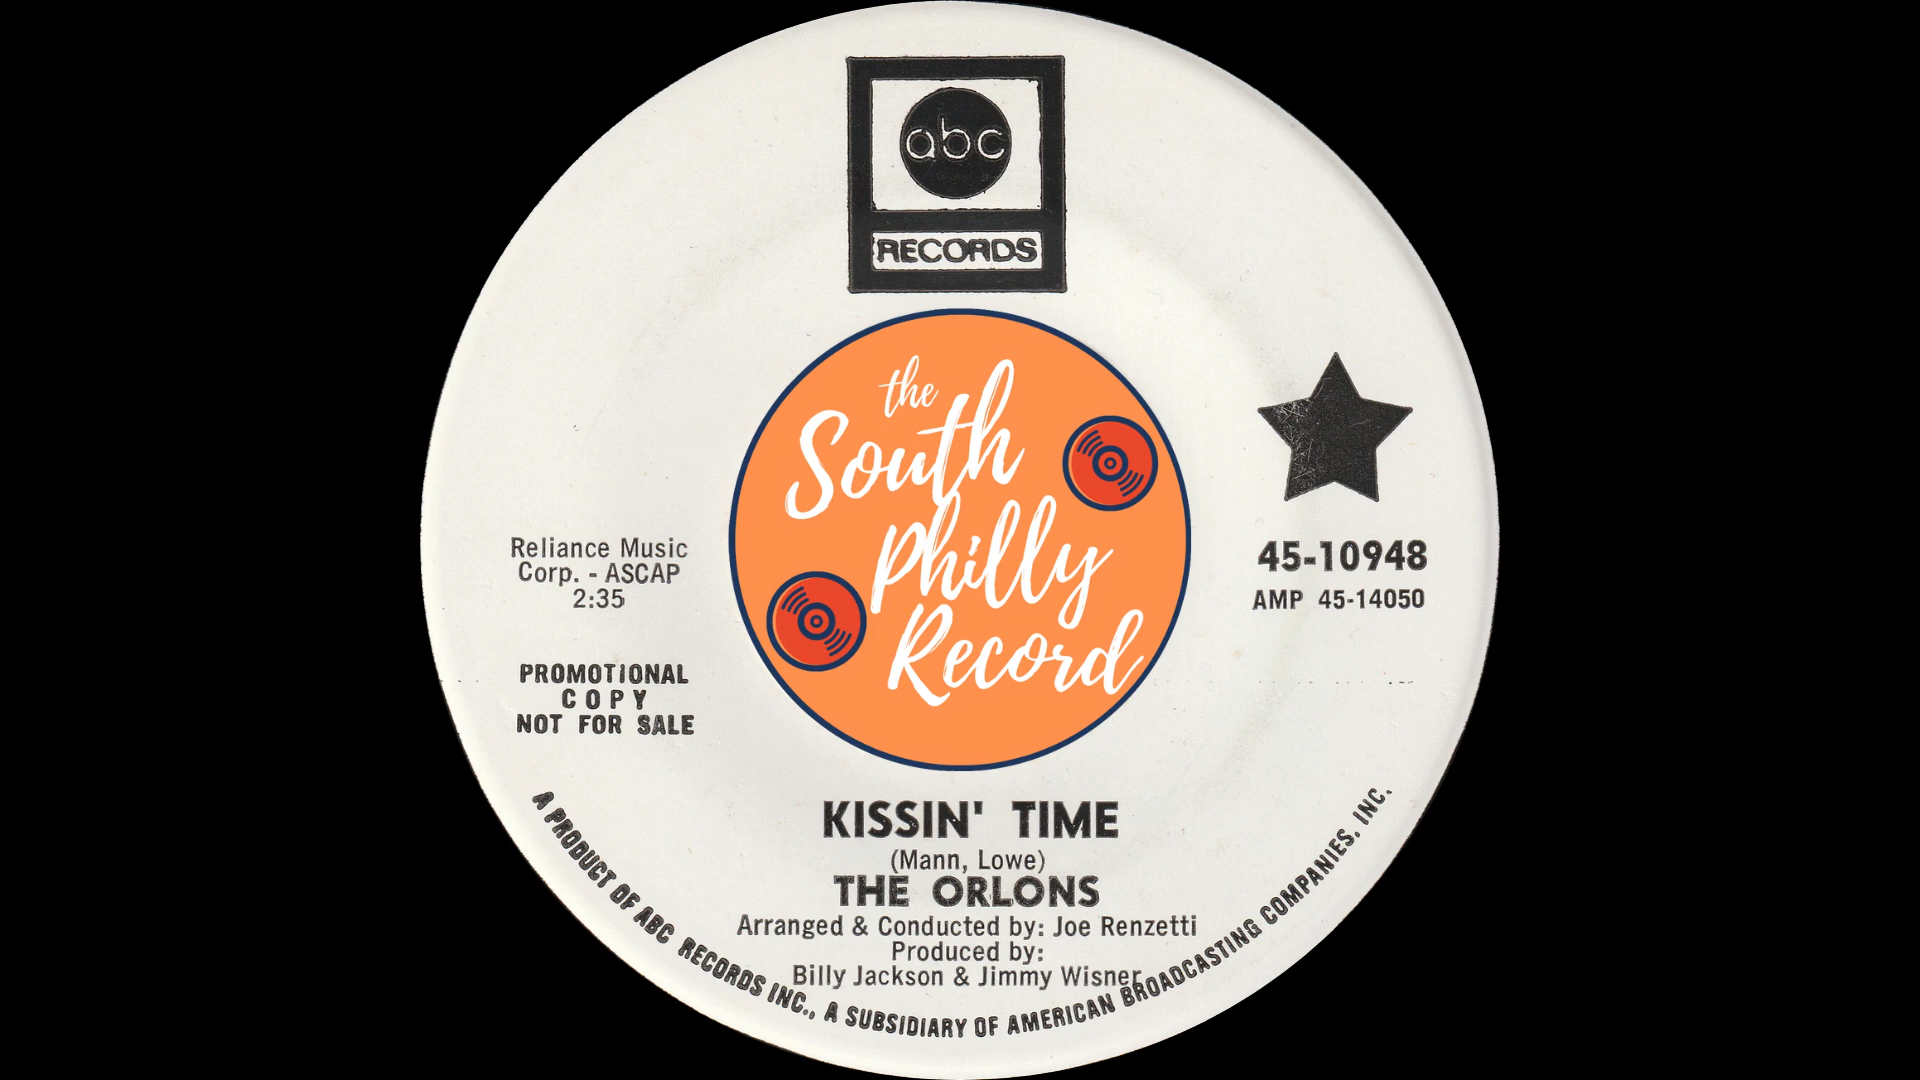 abc
RECORDS
the
South
Philly
Record
Reliance Music
Corp. - ASCAP
2:35
PROMOTIONAL
COPY
NOT FOR SALE
45-10948
AMP 45-14050
KISSIN' TIME
(Mann, Lowe)
THE ORLONS
Arranged & Conducted by: Joe Renzetti
Produced by:
Billy Jackson & Jimmy Wisner
A PRODUCT OF ABC RECORDS INC., A SUBSIDIARY OF AMERICAN BROADCASTING COMPANIES, INC.